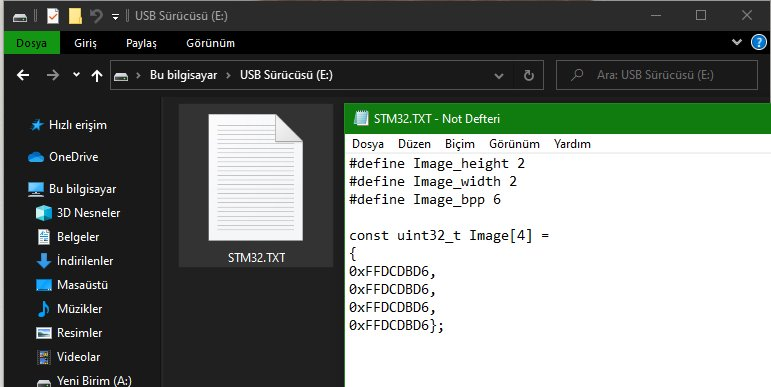 USB Sürücüsü (E:)
Dosya Giriş Paylaş Görünüm
Bu bilgisayar USB Sürücüsü (E:) Ara: USB Sürücüsü (E:)
Hızlı erişim
OneDrive
Bu bilgisayar
3D Nesneler
Belgeler
İndirilenler
Masaüstü
Müzikler
Resimler
Videolar
Yeni Birim (A:)
STM32.TXT
STM32.TXT - Not Defteri
Dosya Düzen Biçim Görünüm Yardım
#define Image_height 2
#define Image_width 2
#define Image_bpp 6
const uint32_t Image[4] =
{
0xFFDCDBD6,
0xFFDCDBD6,
0xFFDCDBD6,
0xFFDCDBD6};